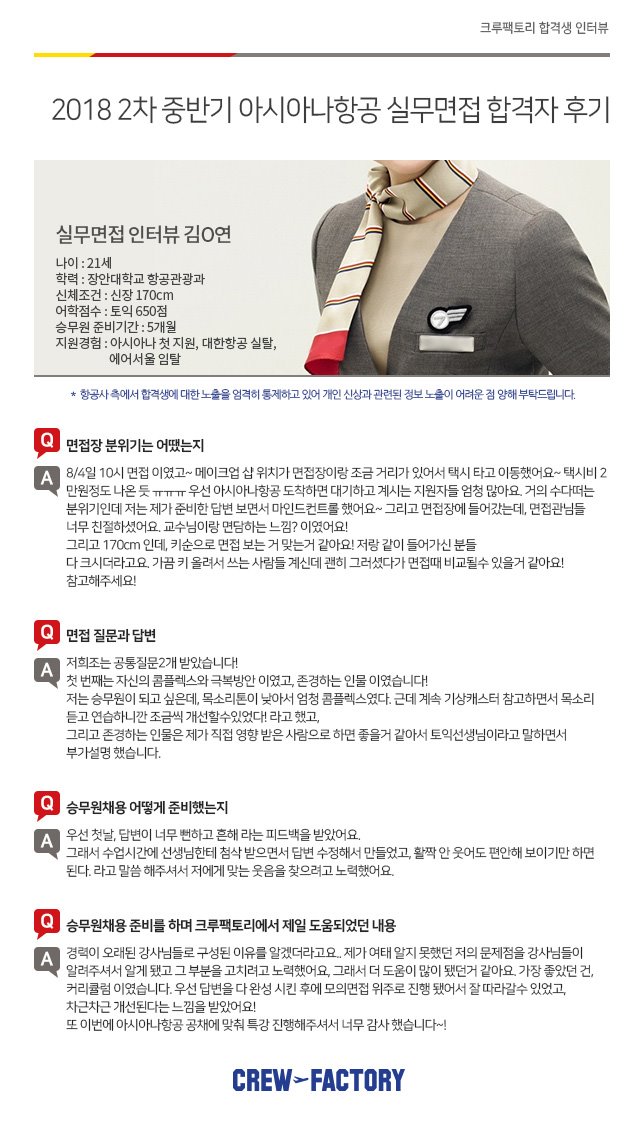 크루팩토리 합격생 인터뷰
2018 2차 중반기 아시아나항공 실무면접 합격자 후기
실무면접 인터뷰 김O연
나이 : 21세
학력 : 장안대학교 항공관광과
신체조건 : 신장 170cm
어학점수 : 토익 650점
승무원 준비기간 : 5개월
지원경험 : 아시아나 첫 지원, 대한항공 실탈,
에어서울 임탈
* 항공사 측에서 합격생에 대한 노출을 엄격히 통제하고 있어 개인 신상과 관련된 정보 노출이 어려운 점 양해 부탁드립니다.
Q 면접장 분위기는 어땠는지
A 8/4일 10시 면접 이였고~ 메이크업 샵 위치가 면접장이랑 조금 거리가 있어서 택시 타고 이동했어요~ 택시비 2
만원정도 나온 듯 ㅠㅠㅠ 우선 아시아나항공 도착하면 대기하고 계시는 지원자들 엄청 많아요. 거의 수다떠는
분위기인데 저는 제가 준비한 답변 보면서 마인드컨트롤 했어요~ 그리고 면접장에 들어갔는데, 면접관님들
너무 친절하셨어요. 교수님이랑 면담하는 느낌? 이였어요!
그리고 170cm 인데, 키순으로 면접 보는 거 맞는거 같아요! 저랑 같이 들어가신 분들
다 크시더라고요. 가끔 키 올려서 쓰는 사람들 계신데 괜히 그러셨다가 면접때 비교될수 있을거 같아요!
참고해주세요!
Q 면접 질문과 답변
A 저희조는 공통질문2개 받았습니다!
첫 번째는 자신의 콤플렉스와 극복방안 이였고, 존경하는 인물 이였습니다!
저는 승무원이 되고 싶은데, 목소리톤이 낮아서 엄청 콤플렉스였다. 근데 계속 기상캐스터 참고하면서 목소리
듣고 연습하니깐 조금씩 개선할수있었다! 라고 했고,
그리고 존경하는 인물은 제가 직접 영향 받은 사람으로 하면 좋을거 같아서 토익선생님이라고 말하면서
부가설명 했습니다.
Q 승무원채용 어떻게 준비했는지
A 우선 첫날, 답변이 너무 뻔하고 흔해 라는 피드백을 받았어요.
그래서 수업시간에 선생님한테 첨삭 받으면서 답변 수정해서 만들었고, 활짝 안 웃어도 편안해 보이기만 하면
된다. 라고 말씀 해주셔서 저에게 맞는 웃음을 찾으려고 노력했어요.
Q 승무원채용 준비를 하며 크루팩토리에서 제일 도움되었던 내용
A 경력이 오래된 강사님들로 구성된 이유를 알겠더라고요.. 제가 여태 알지 못했던 저의 문제점을 강사님들이
알려주셔서 알게 됐고 그 부분을 고치려고 노력했어요, 그래서 더 도움이 많이 됐던거 같아요. 가장 좋았던 건,
커리큘럼 이였습니다. 우선 답변을 다 완성 시킨 후에 모의면접 위주로 진행 됐어서 잘 따라갈수 있었고,
차근차근 개선된다는 느낌을 받았어요!
또 이번에 아시아나항공 공채에 맞춰 특강 진행해주셔서 너무 감사 했습니다~!
CREW FACTORY